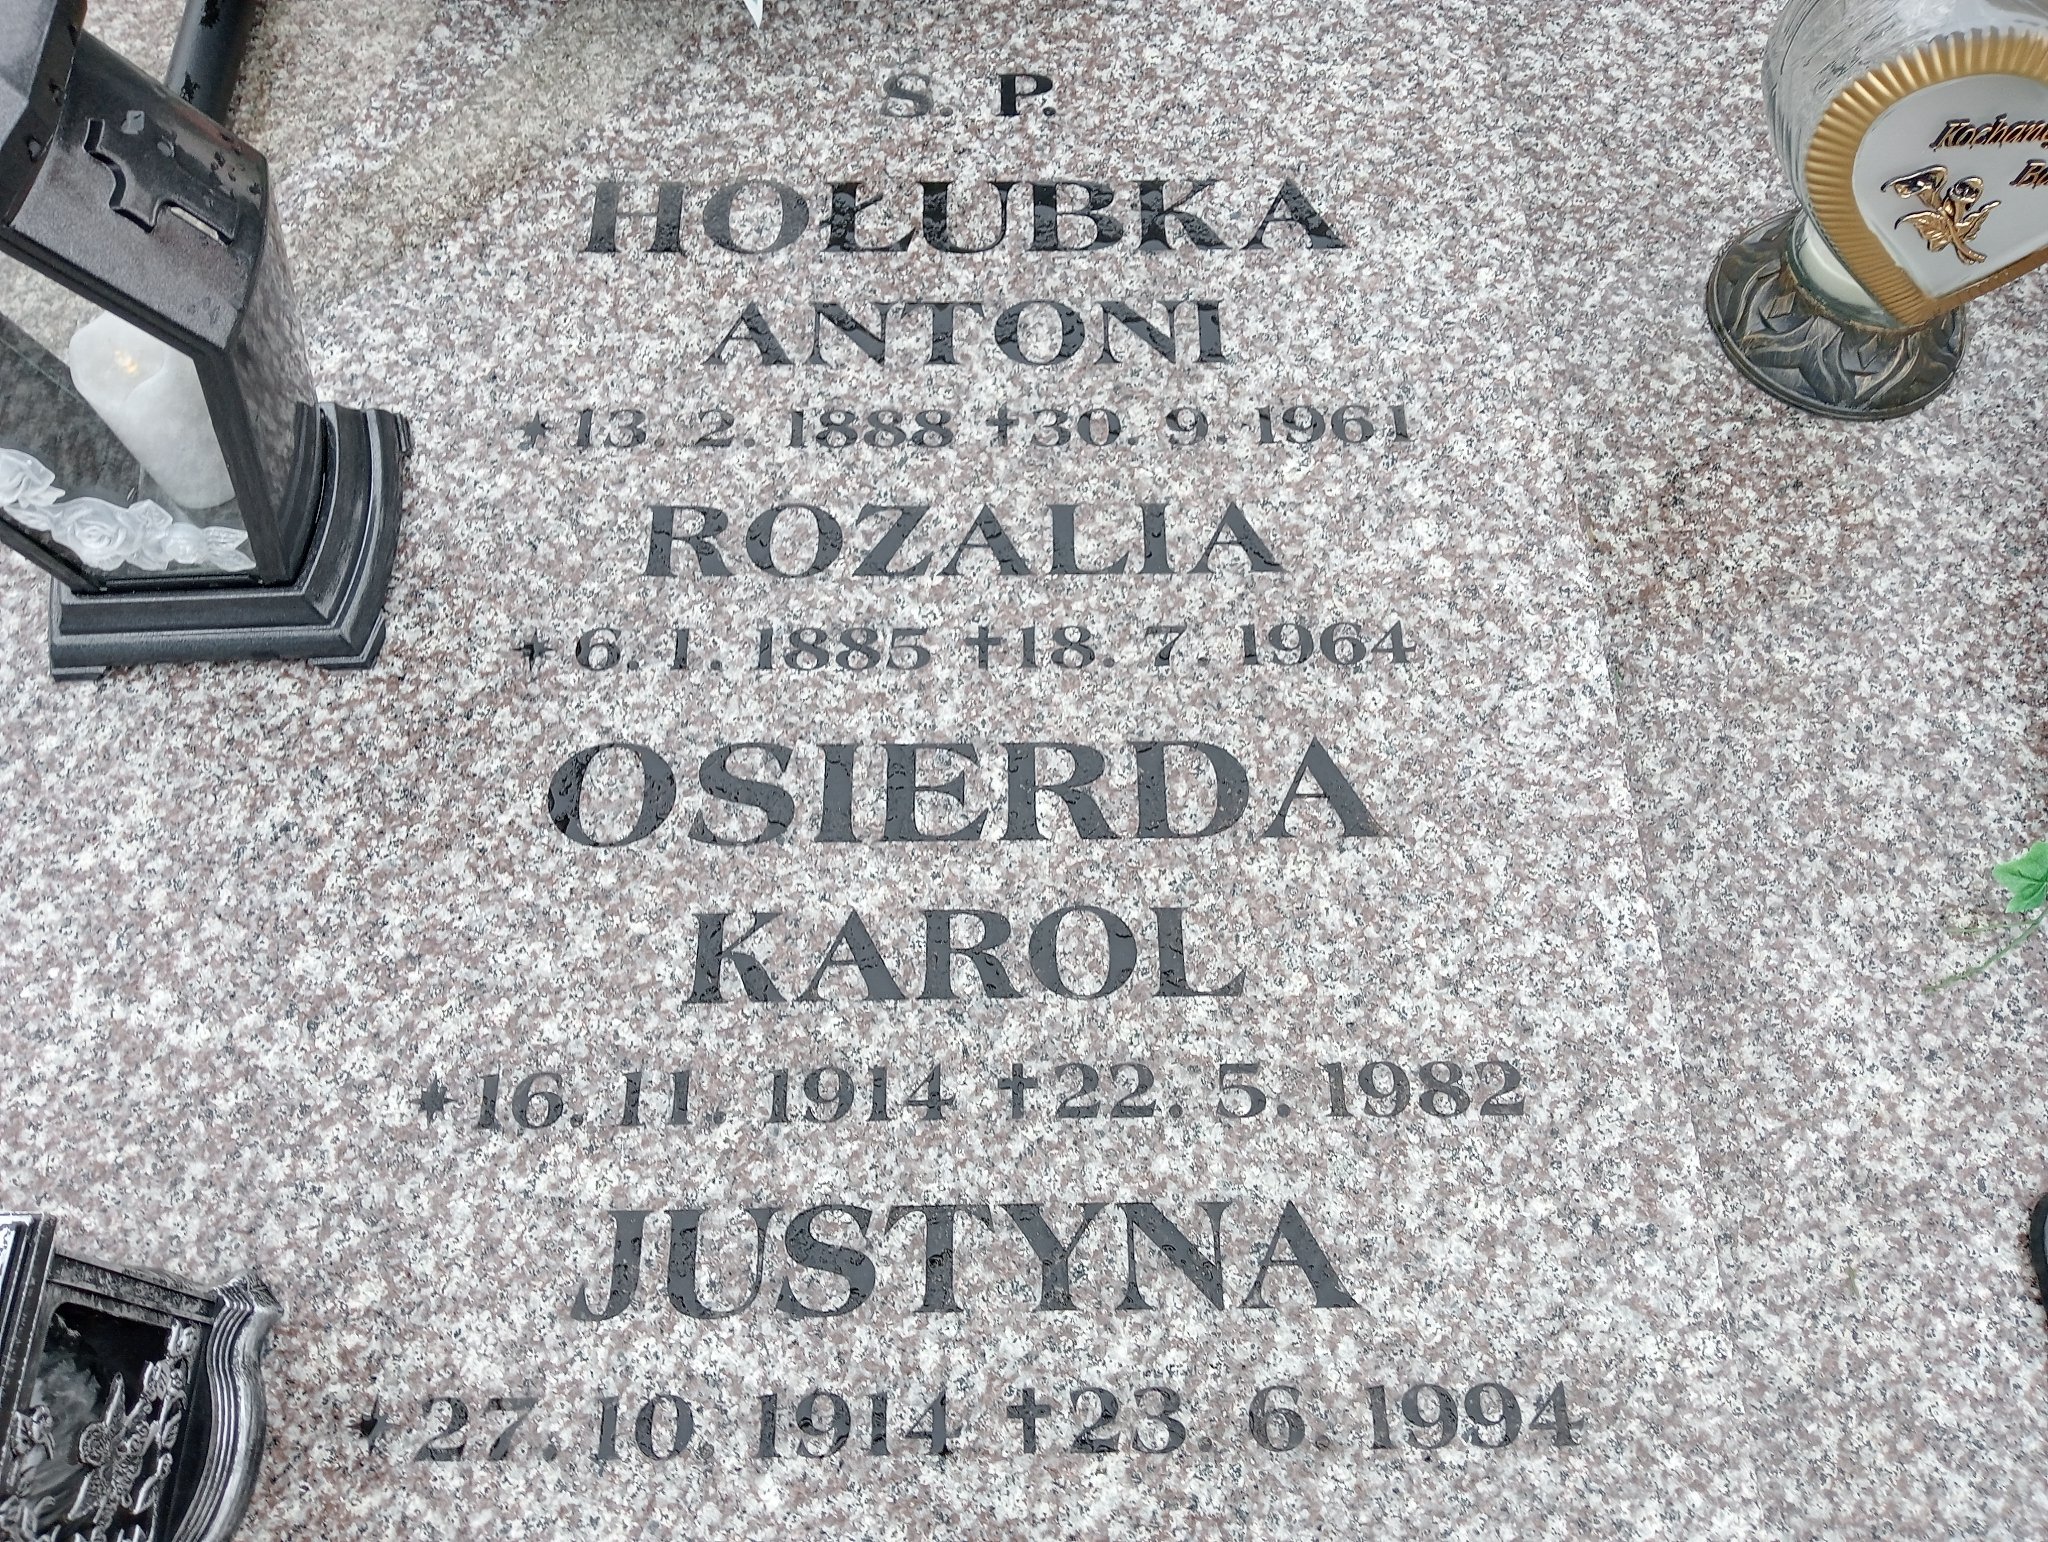 S. P.
HOŁUBKA
ANTONI
★ 13. 2. 1888 ✝ 30. 9. 1961
ROZALIA
★ 6. 1. 1885 ✝ 18. 7. 1964
OSIERDA
KAROL
★ 16. 11. 1914 ✝ 22. 5. 1982
JUSTYNA
★ 27. 10. 1914 ✝ 23. 6. 1994